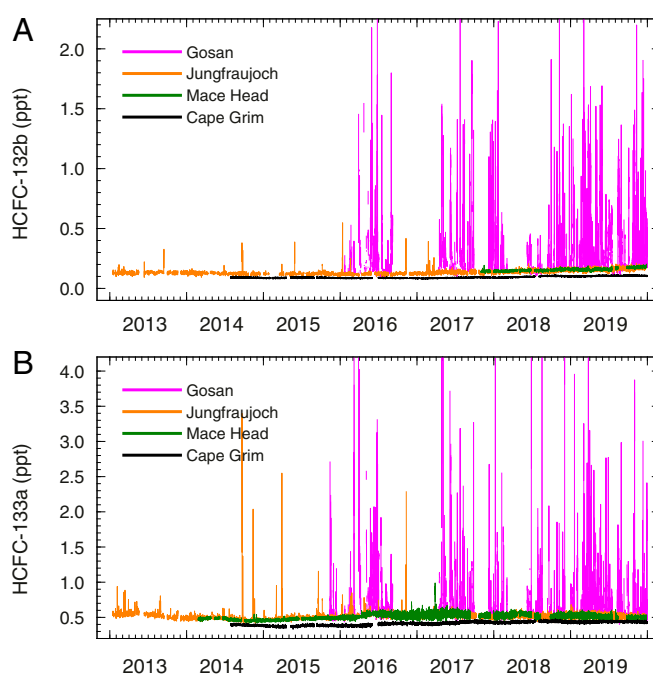 A
HCFC-132b (ppt)
2.0
1.5
1.0
0.5
0.0
Gosan
Jungfraujoch
Mace Head
Cape Grim
2013 2014 2015 2016 2017 2018 2019
B
HCFC-133a (ppt)
4.0
3.5
3.0
2.5
2.0
1.5
1.0
0.5
Gosan
Jungfraujoch
Mace Head
Cape Grim
2013 2014 2015 2016 2017 2018 2019